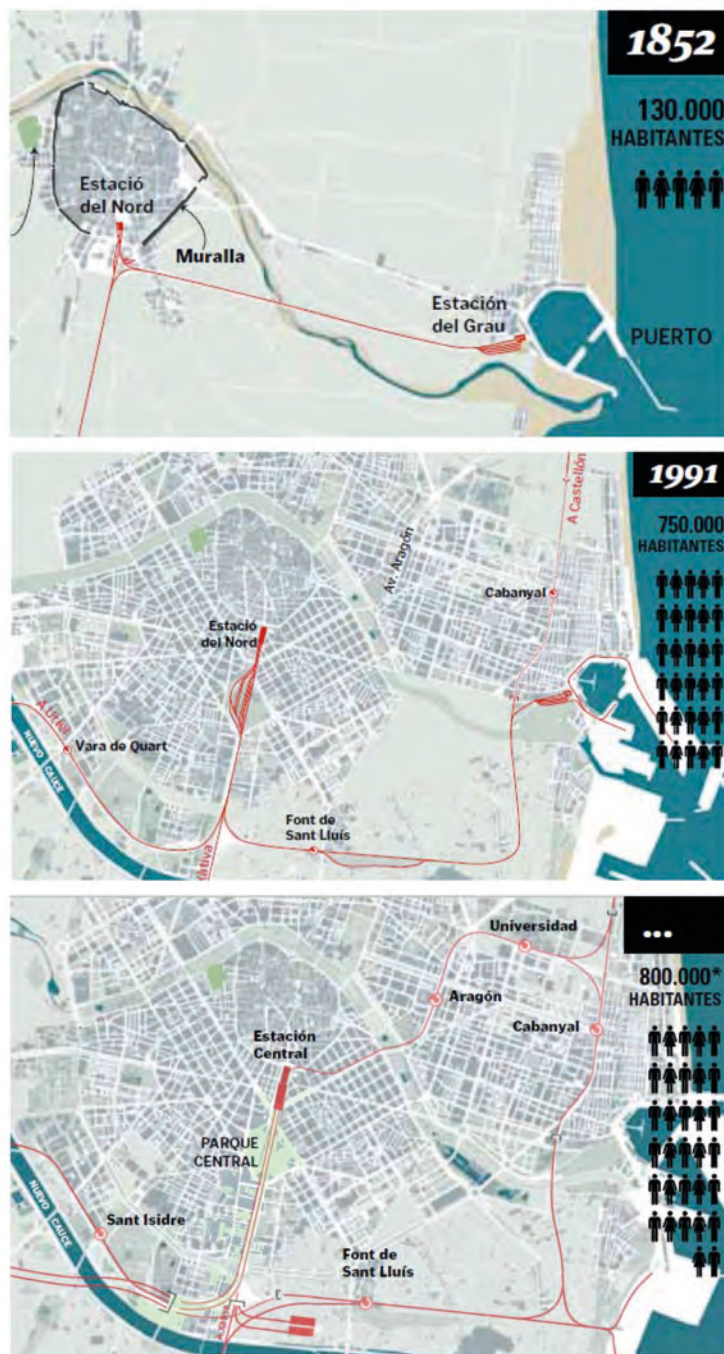 1852
130.000
HABITANTES
Estació
del Nord
Muralla
Estación
del Grau
PUERTO
1991
750.000
HABITANTES
A Castellón
Av. Aragón
Cabanyal
Estació
del Nord
A Utiel
Vara de Quart
NUEVO CAUCE
Font de
Sant Lluís
...
800.000*
HABITANTES
Universidad
Aragón
Cabanyal
Estación
Central
PARQUE
CENTRAL
NUEVO CAUCE
Sant Isidre
Font de
Sant Lluís